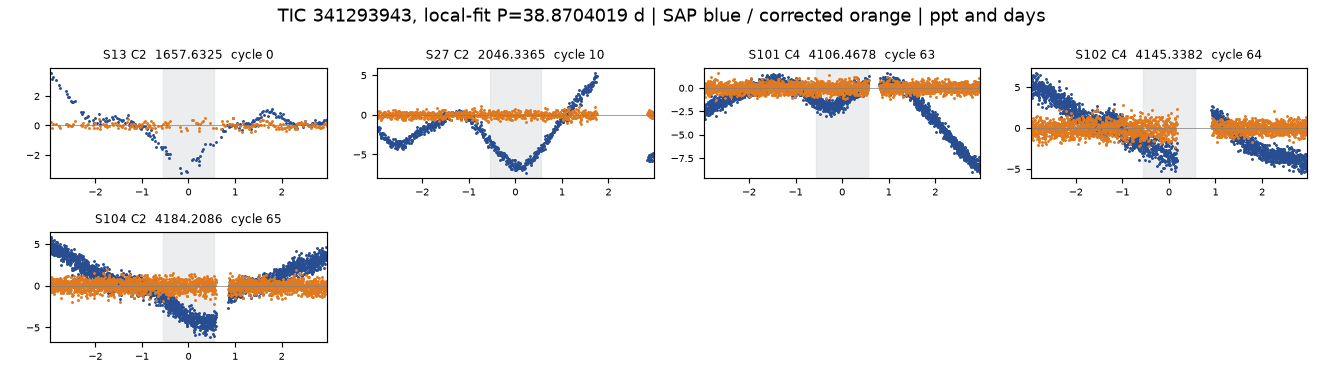 TIC 341293943, local-fit P=38.8704019 d | SAP blue / corrected orange | ppt and days
S13 C2 1657.6325 cycle 0
S27 C2 2046.3365 cycle 10
S101 C4 4106.4678 cycle 63
S102 C4 4145.3382 cycle 64
2
0
−2
−2 −1 0 1 2
5
0
−5
−2 −1 0 1 2
0.0
−2.5
−5.0
−7.5
−2 −1 0 1 2
5
0
−5
−2 −1 0 1 2
S104 C2 4184.2086 cycle 65
5
0
−5
−2 −1 0 1 2